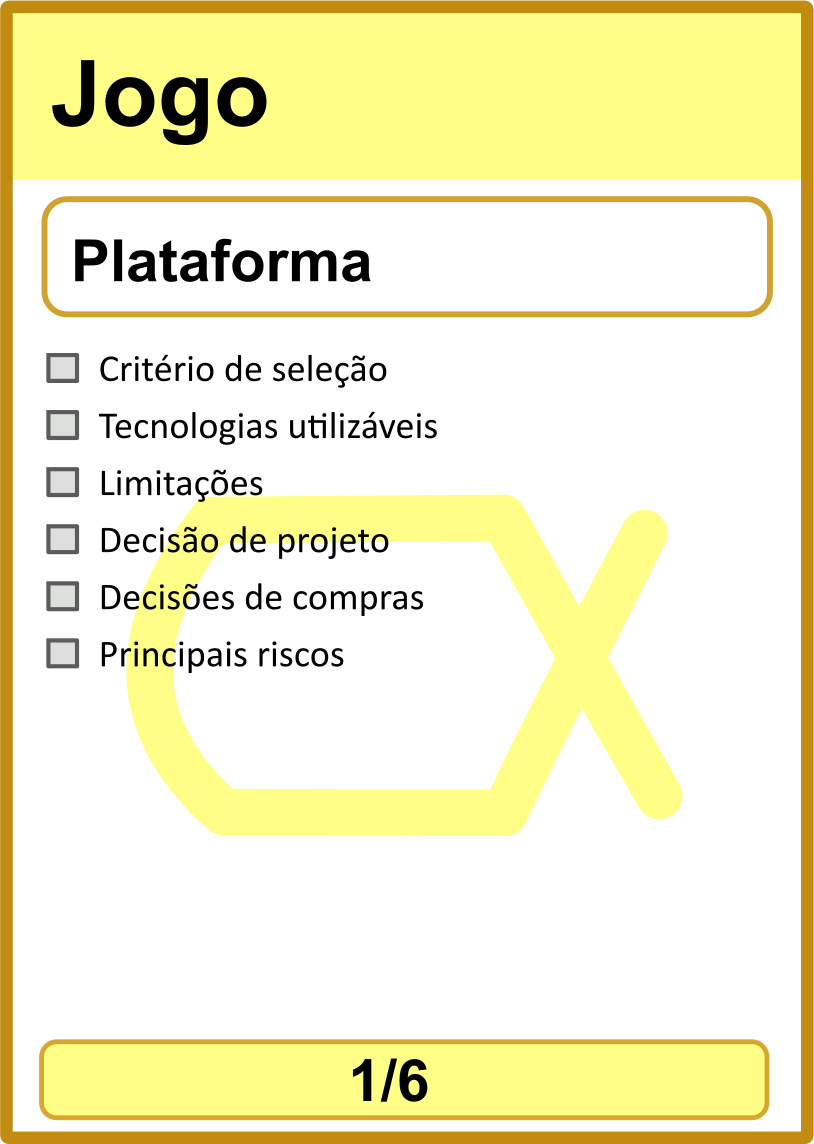 Jogo
Plataforma
Critério de seleção
Tecnologias utilizáveis
Limitações
Decisão de projeto
Decisões de compras
Principais riscos
1/6